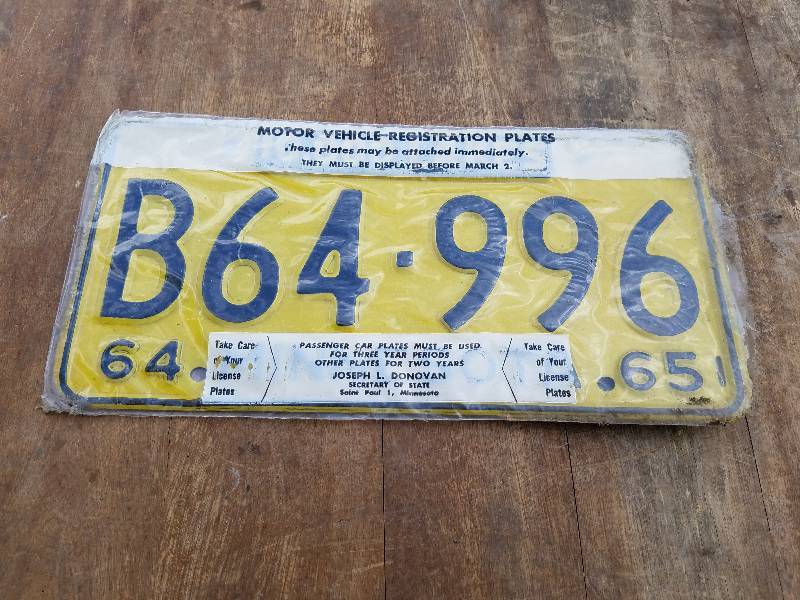 MOTOR VEHICLE REGISTRATION PLATES
These plates may be attached immediately.
THEY MUST BE DISPLAYED BEFORE MARCH 2.
B64·996
64
Take Care
of Your
License
Plates
PASSENGER CAR PLATES MUST BE USED
FOR THREE YEAR PERIODS
OTHER PLATES FOR TWO YEARS
JOSEPH L. DONOVAN
SECRETARY OF STATE
Saint Paul 1, Minnesota
Take Care
of Your
License
Plates
65